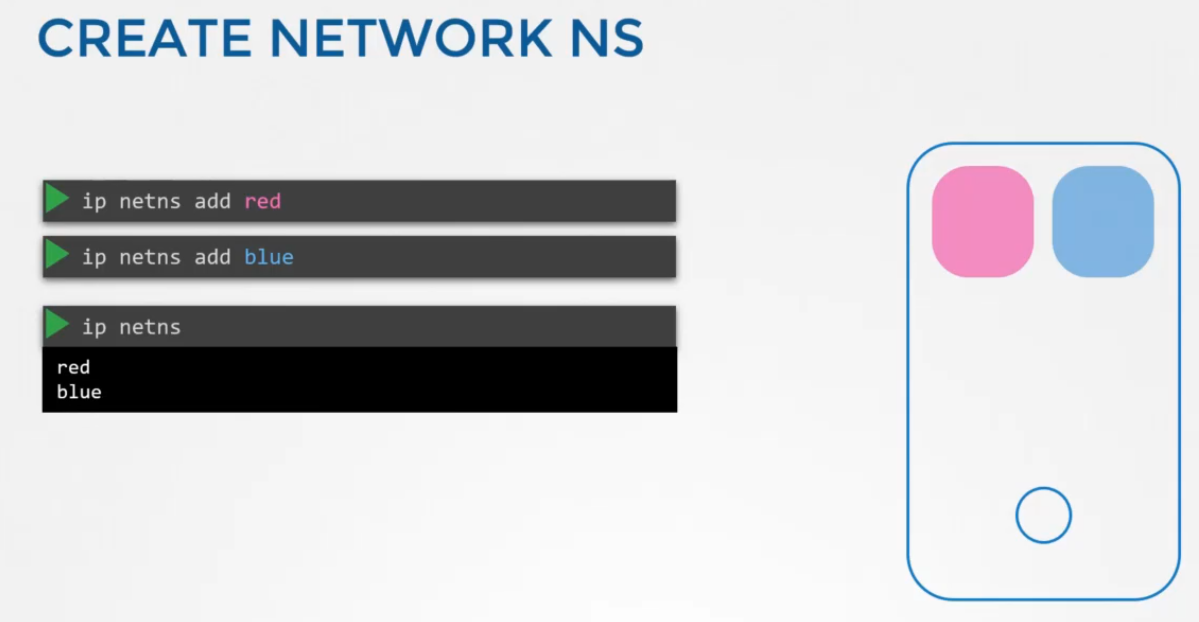 CREATE NETWORK NS
ip netns add red
ip netns add blue
ip netns
red
blue